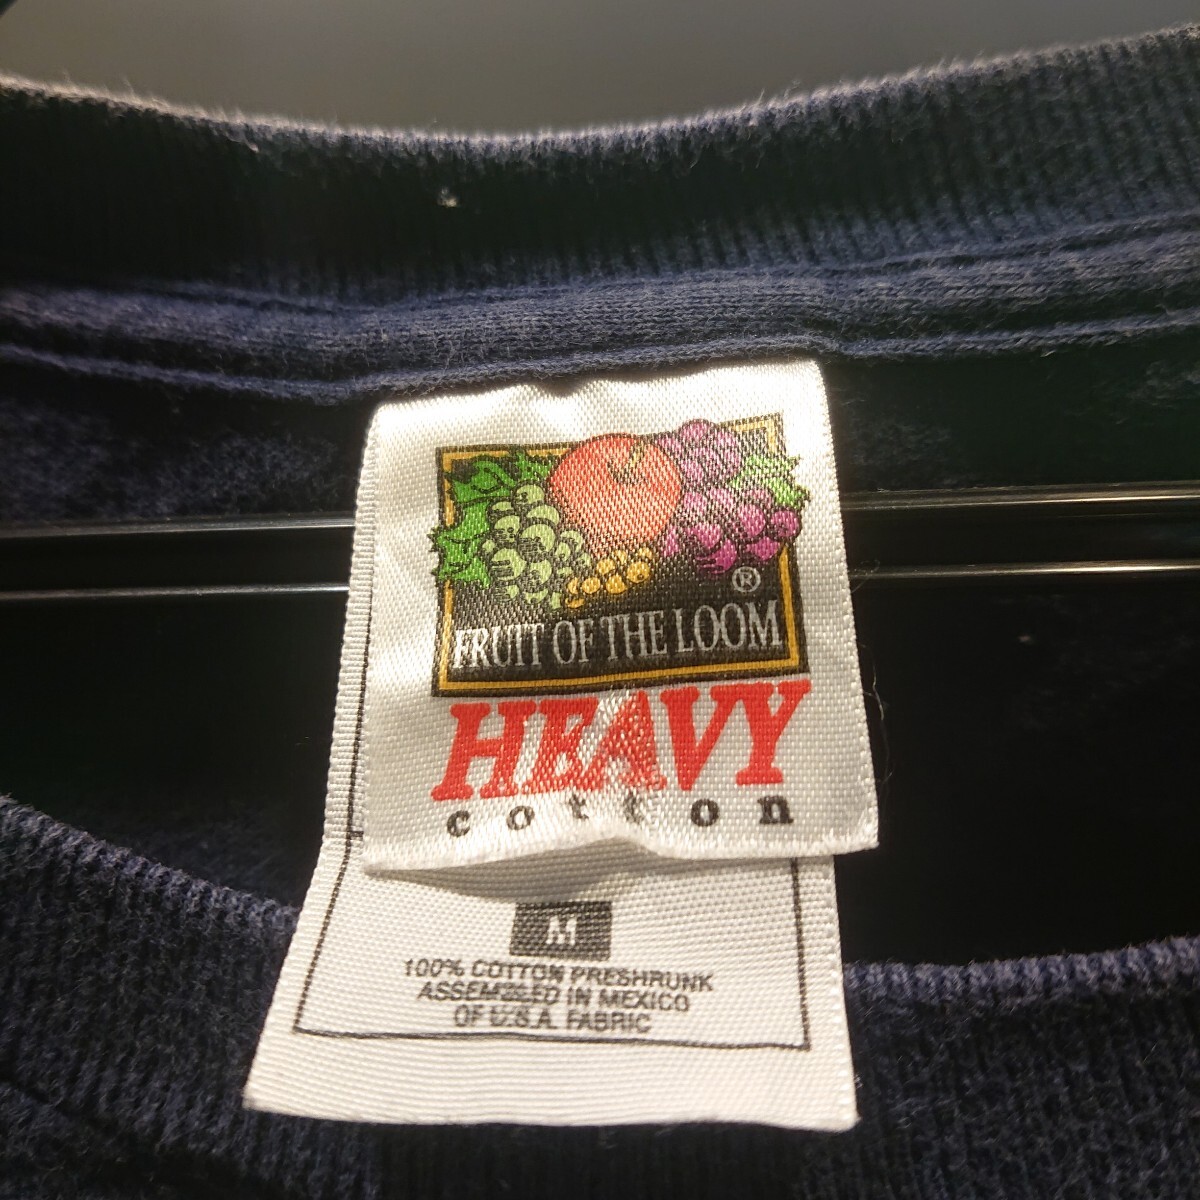 ®
FRUIT OF THE LOOM
HEAVY
cotton
M
100% COTTON PRESHRUNK
ASSEMBLED IN MEXICO
OF U.S.A. FABRIC